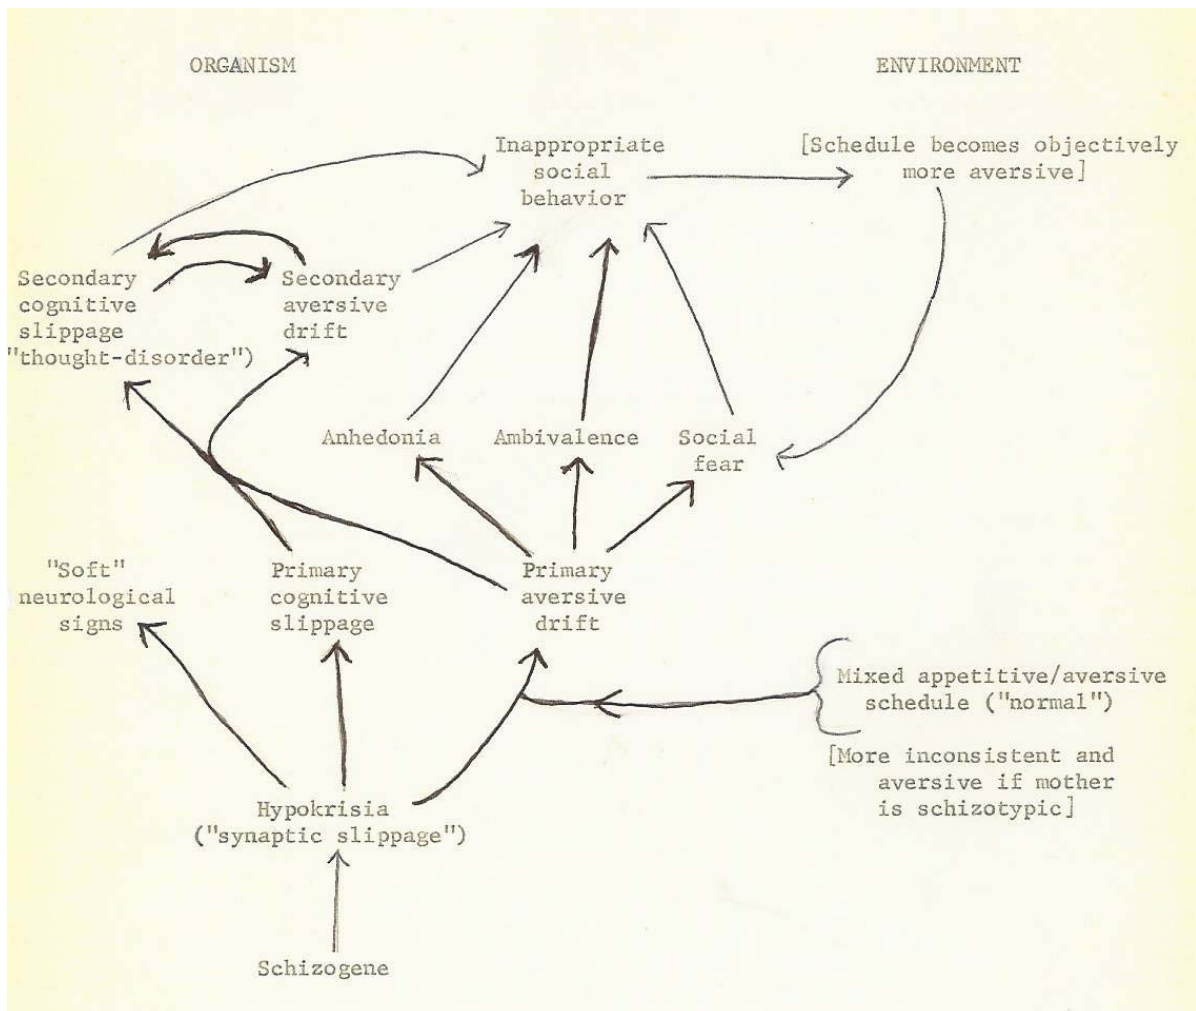 ORGANISM
ENVIRONMENT
Inappropriate
social
behavior
[Schedule becomes objectively
more aversive]
Secondary
cognitive
slippage
"thought-disorder")
Secondary
aversive
drift
Anhedonia
Ambivalence
Social
fear
"Soft"
neurological
signs
Primary
cognitive
slippage
Primary
aversive
drift
Mixed appetitive/aversive
schedule ("normal")
[More inconsistent and
aversive if mother
is schizotypic]
Hypokrisia
("synaptic slippage")
Schizogene